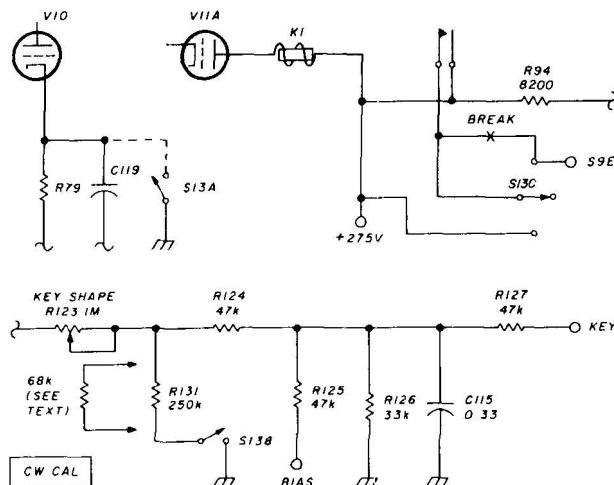 V10
V11A
K1
R94
8200
BREAK
S9E
C119
R79
S13A
S13C
+275V
KEY SHAPE
R123 1M
R124
47k
R127
47k
KEY
68k
(SEE
TEXT)
R131
250k
R125
47k
R126
33k
C115
0.33
S13B
CW CAL
BIAS